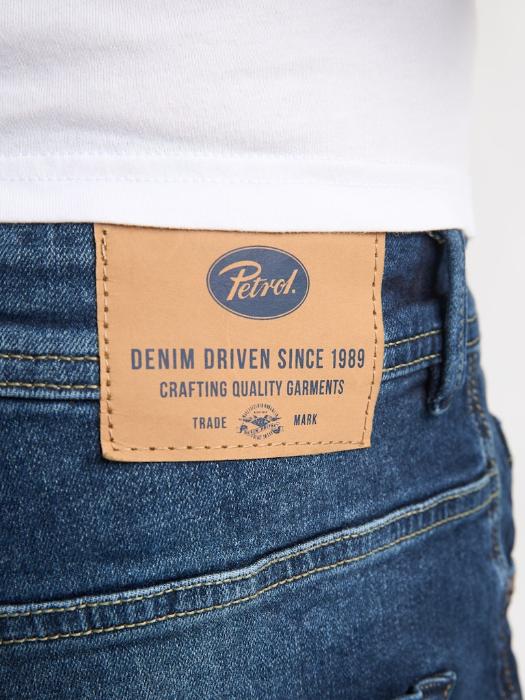 Petrol.
DENIM DRIVEN SINCE 1989
CRAFTING QUALITY GARMENTS
TRADE MARK